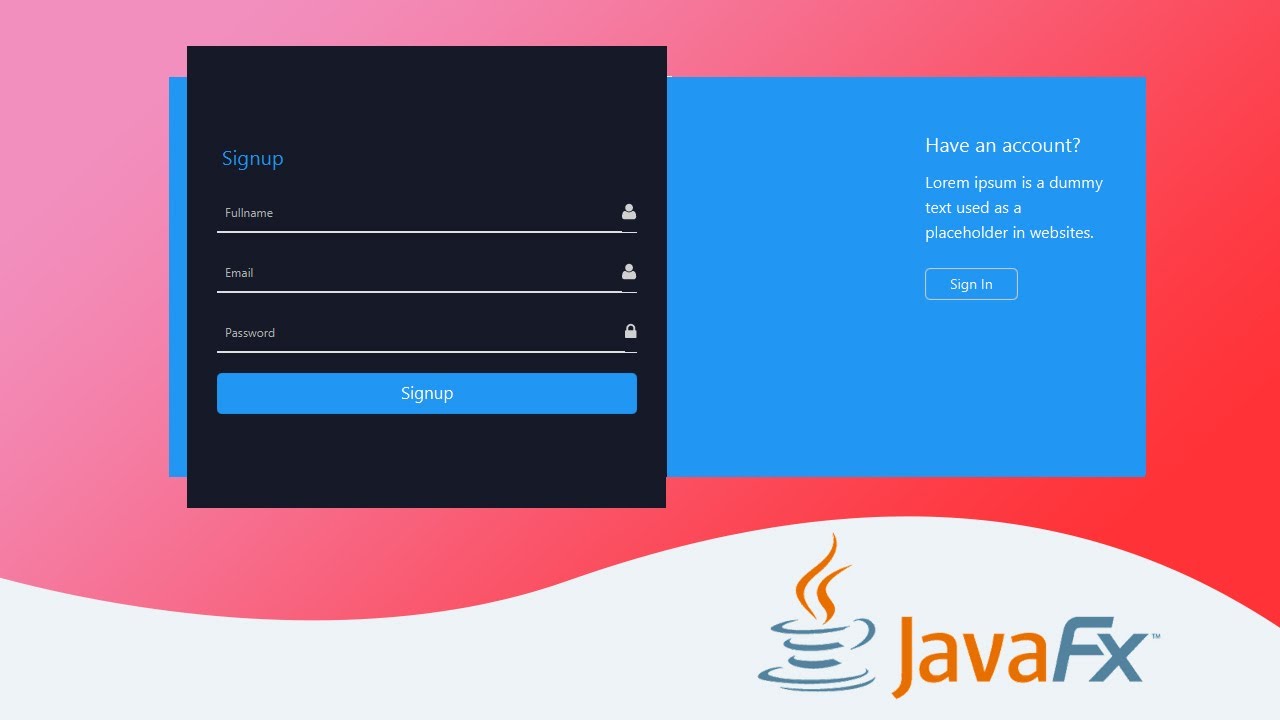 Signup
Fullname
Email
Password
Signup
Have an account?
Lorem ipsum is a dummy
text used as a
placeholder in websites.
Sign In
JavaFx™